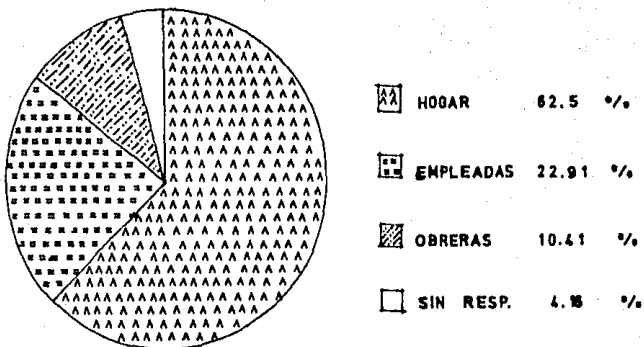 HOGAR 62.5 %
EMPLEADAS 22.91 %
OBRERAS 10.41 %
SIN RESP. 4.16 %